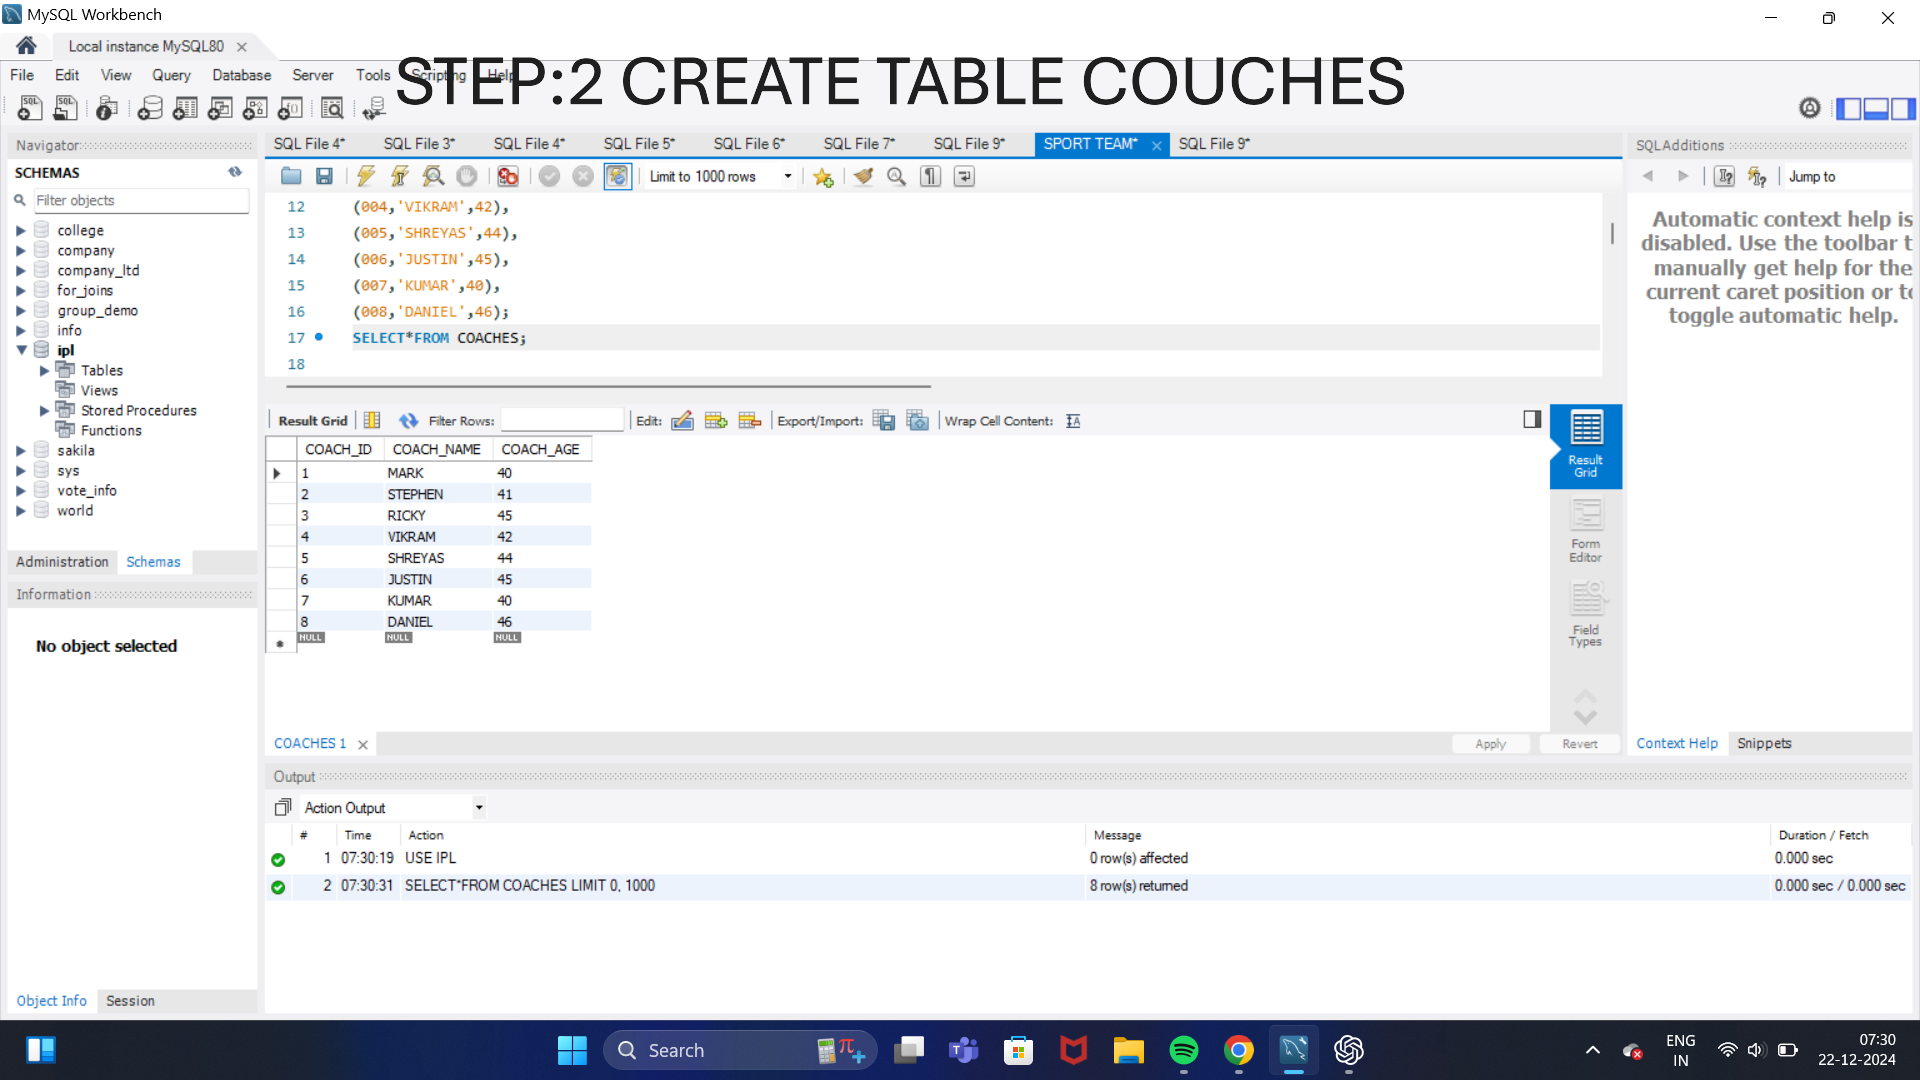 MySQL Workbench
Local instance MySQL80
File Edit View Query Database Server Tools Scripting Help
STEP:2 CREATE TABLE COUCHES
Navigator
SCHEMAS
Filter objects
college
company
company_ltd
for_joins
group_demo
info
ipl
Tables
Views
Stored Procedures
Functions
sakila
sys
vote_info
world
Administration Schemas
Information
No object selected
Object Info Session
SQL File 4* SQL File 3* SQL File 4* SQL File 5* SQL File 6* SQL File 7* SQL File 9* SPORT TEAM* SQL File 9*
Limit to 1000 rows
12 (004,'VIKRAM',42),
13 (005,'SHREYAS',44),
14 (006,'JUSTIN',45),
15 (007,'KUMAR',40),
16 (008,'DANIEL',46);
17 SELECT*FROM COACHES;
18
Result Grid Filter Rows: Edit: Export/Import: Wrap Cell Content:
COACH_ID COACH_NAME COACH_AGE
1 MARK 40
2 STEPHEN 41
3 RICKY 45
4 VIKRAM 42
5 SHREYAS 44
6 JUSTIN 45
7 KUMAR 40
8 DANIEL 46
NULL NULL NULL
Result
Grid
Form
Editor
Field
Types
COACHES 1
Apply Revert
SQLAdditions
Jump to
Automatic context help is
disabled. Use the toolbar t
manually get help for the
current caret position or to
toggle automatic help.
Context Help Snippets
Output
Action Output
# Time Action Message Duration / Fetch
1 07:30:19 USE IPL 0 row(s) affected 0.000 sec
2 07:30:31 SELECT*FROM COACHES LIMIT 0, 1000 8 row(s) returned 0.000 sec / 0.000 sec
Search
ENG
IN
07:30
22-12-2024